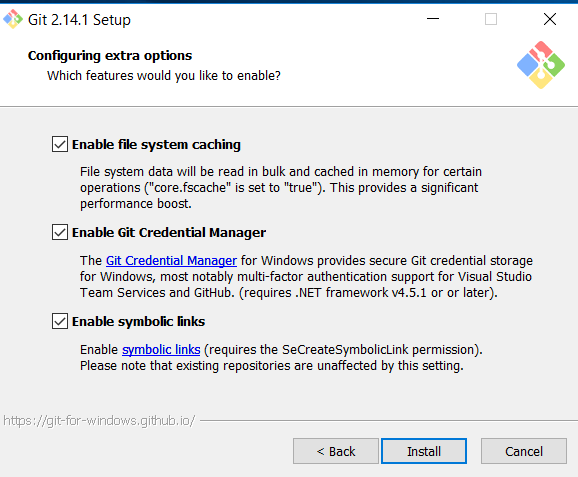 Git 2.14.1 Setup
Configuring extra options
Which features would you like to enable?
Enable file system caching
File system data will be read in bulk and cached in memory for certain
operations ("core.fscache" is set to "true"). This provides a significant
performance boost.
Enable Git Credential Manager
The Git Credential Manager for Windows provides secure Git credential storage
for Windows, most notably multi-factor authentication support for Visual Studio
Team Services and GitHub. (requires .NET framework v4.5.1 or or later).
Enable symbolic links
Enable symbolic links (requires the SeCreateSymbolicLink permission).
Please note that existing repositories are unaffected by this setting.
https://git-for-windows.github.io/
< Back
Install
Cancel